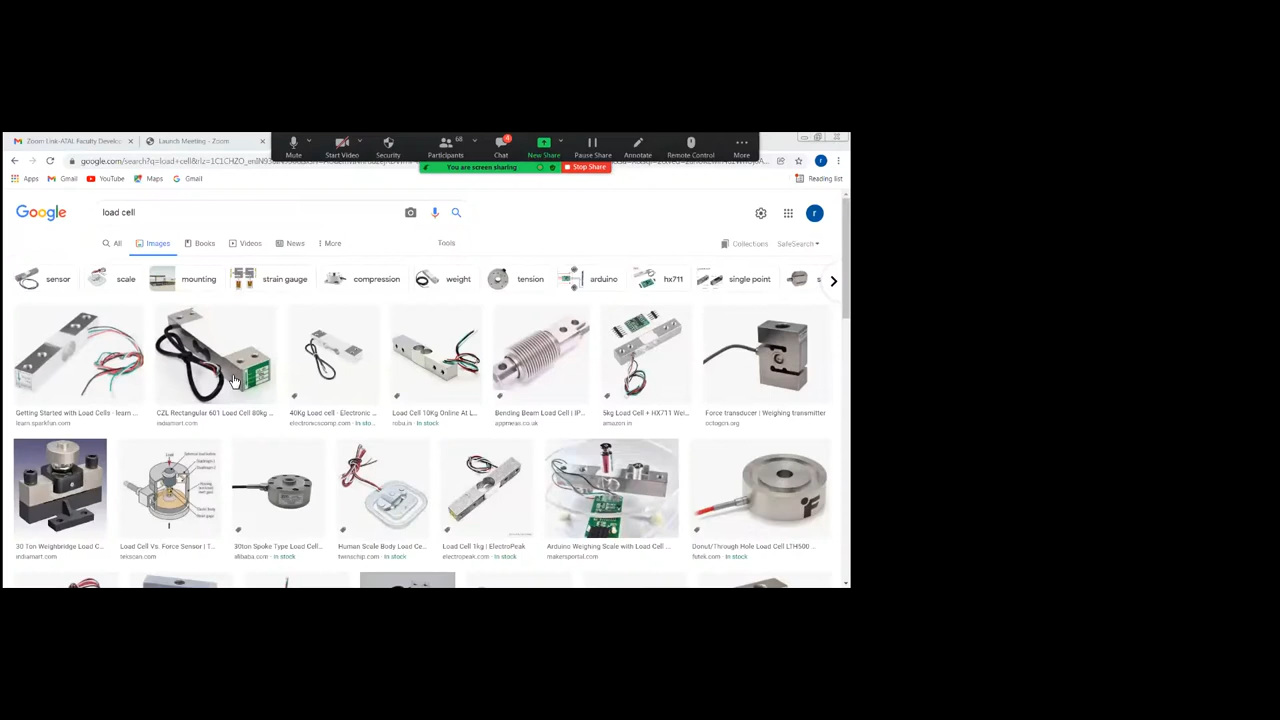 Zoom Link-ATAL Faculty Develo
Launch Meeting - Zoom
Mute
Start Video
Security
68
Participants
4
Chat
New Share
Pause Share
Annotate
Remote Control
More
You are screen sharing
Stop Share
Apps
Gmail
YouTube
Maps
Gmail
Reading list
Google
load cell
r
All
Images
Books
Videos
News
More
Tools
Collections
SafeSearch
sensor
scale
mounting
strain gauge
compression
weight
tension
arduino
hx711
single point
s
Getting Started with Load Cells - learn ...
learn.sparkfun.com
CZL Rectangular 601 Load Cell 80kg ...
indiamart.com
40Kg Load cell - Electronic ...
electronicscomp.com · In sto...
Load Cell 10Kg Online At L...
robu.in · In stock
Bending Beam Load Cell | IP...
appmeas.co.uk
5kg Load Cell + HX711 Wei...
amazon.in
Force transducer | Weighing transmitter
octogon.org
30 Ton Weighbridge Load C...
indiamart.com
Load Cell Vs. Force Sensor | T...
tekscan.com
30ton Spoke Type Load Cell...
alibaba.com · In stock
Human Scale Body Load Ce...
twinschip.com · In stock
Load Cell 1kg | ElectroPeak
electropeak.com · In stock
Arduino Weighing Scale with Load Cell ...
makersportal.com
Donut/Through Hole Load Cell LTH500 ...
futek.com · In stock